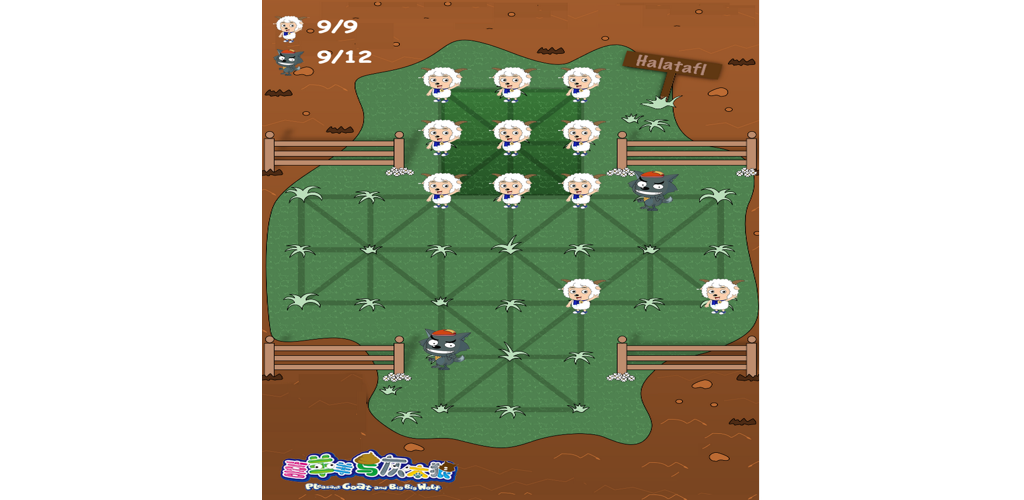 9/9
9/12
Halatafl
喜羊羊与灰太狼
Pleasant Goat and Big Big Wolf